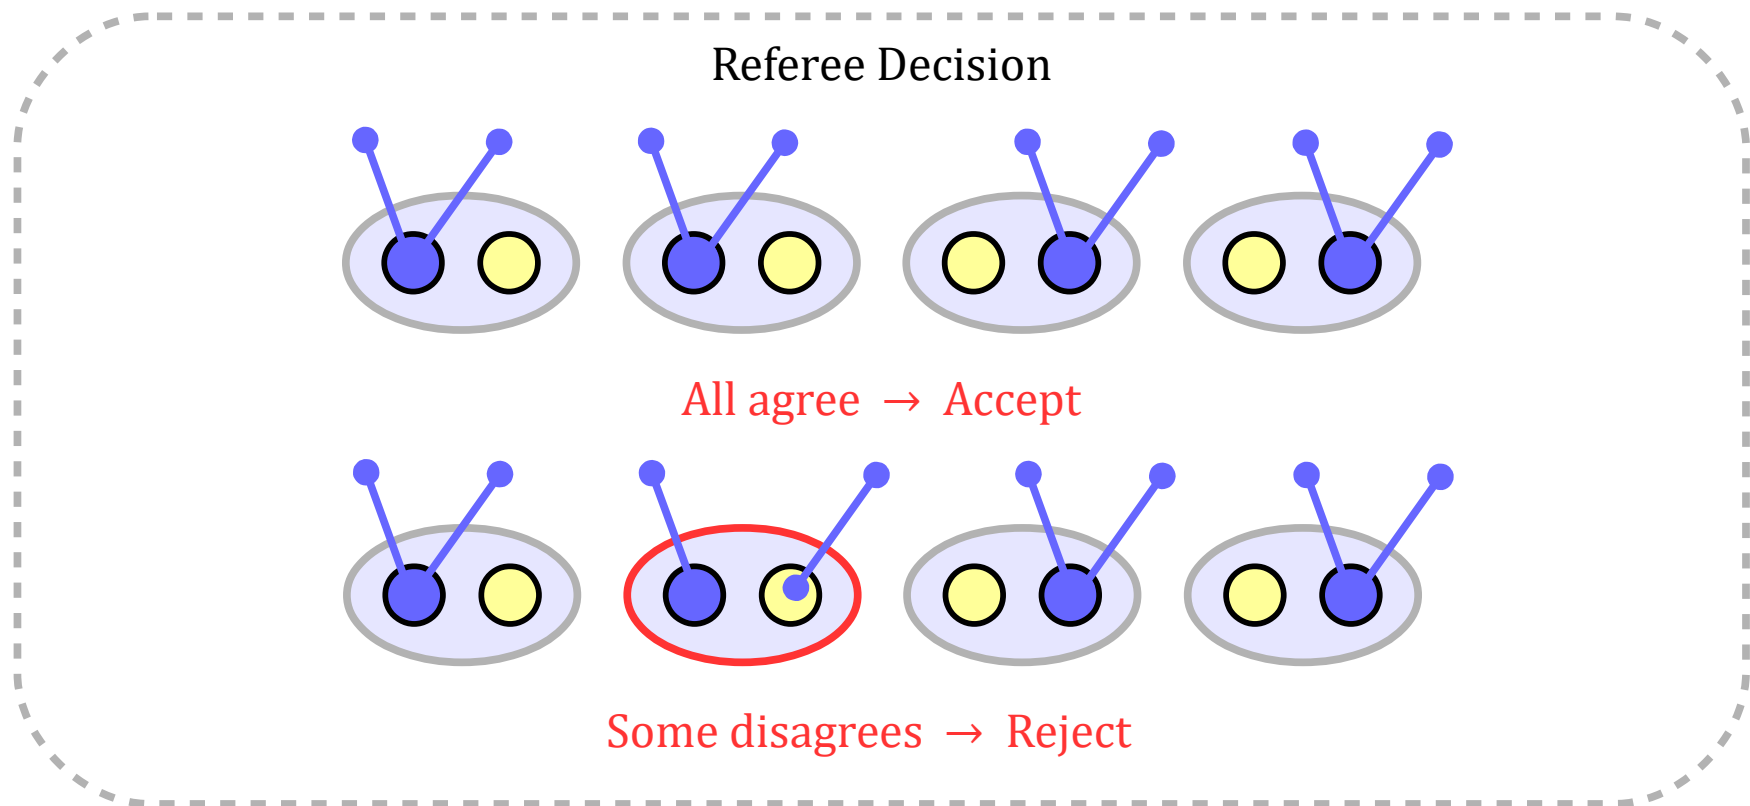 Referee Decision
All agree → Accept
Some disagrees → Reject